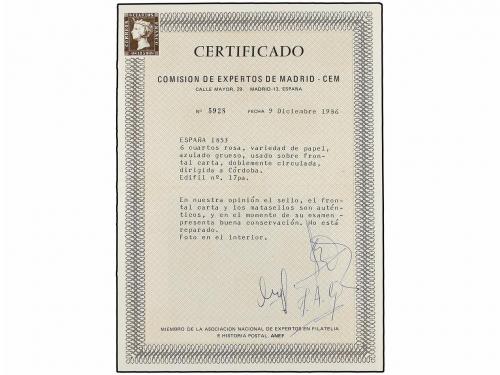 CERTIFICADO
COMISION DE EXPERTOS DE MADRID - CEM
CALLE MAYOR, 29. MADRID-13. ESPAÑA
Nº 5928 FECHA 9 Diciembre 1986
ESPAÑA 1853
6 cuartos rosa, variedad de papel,
azulado grueso, usado sobre fron-
tal carta, doblemente circulada,
dirigida a Córdoba.
Edifil nº. 17pa.
En nuestra opinión el sello, el fron-
tal carta y los matasellos son autén-
ticos, y en el momento de su examen -
presenta buena conservación. No está
reparado.
Foto en el interior.
MIEMBRO DE LA ASOCIACION NACIONAL DE EXPERTOS EN FILATELIA
E HISTORIA POSTAL. ANEF